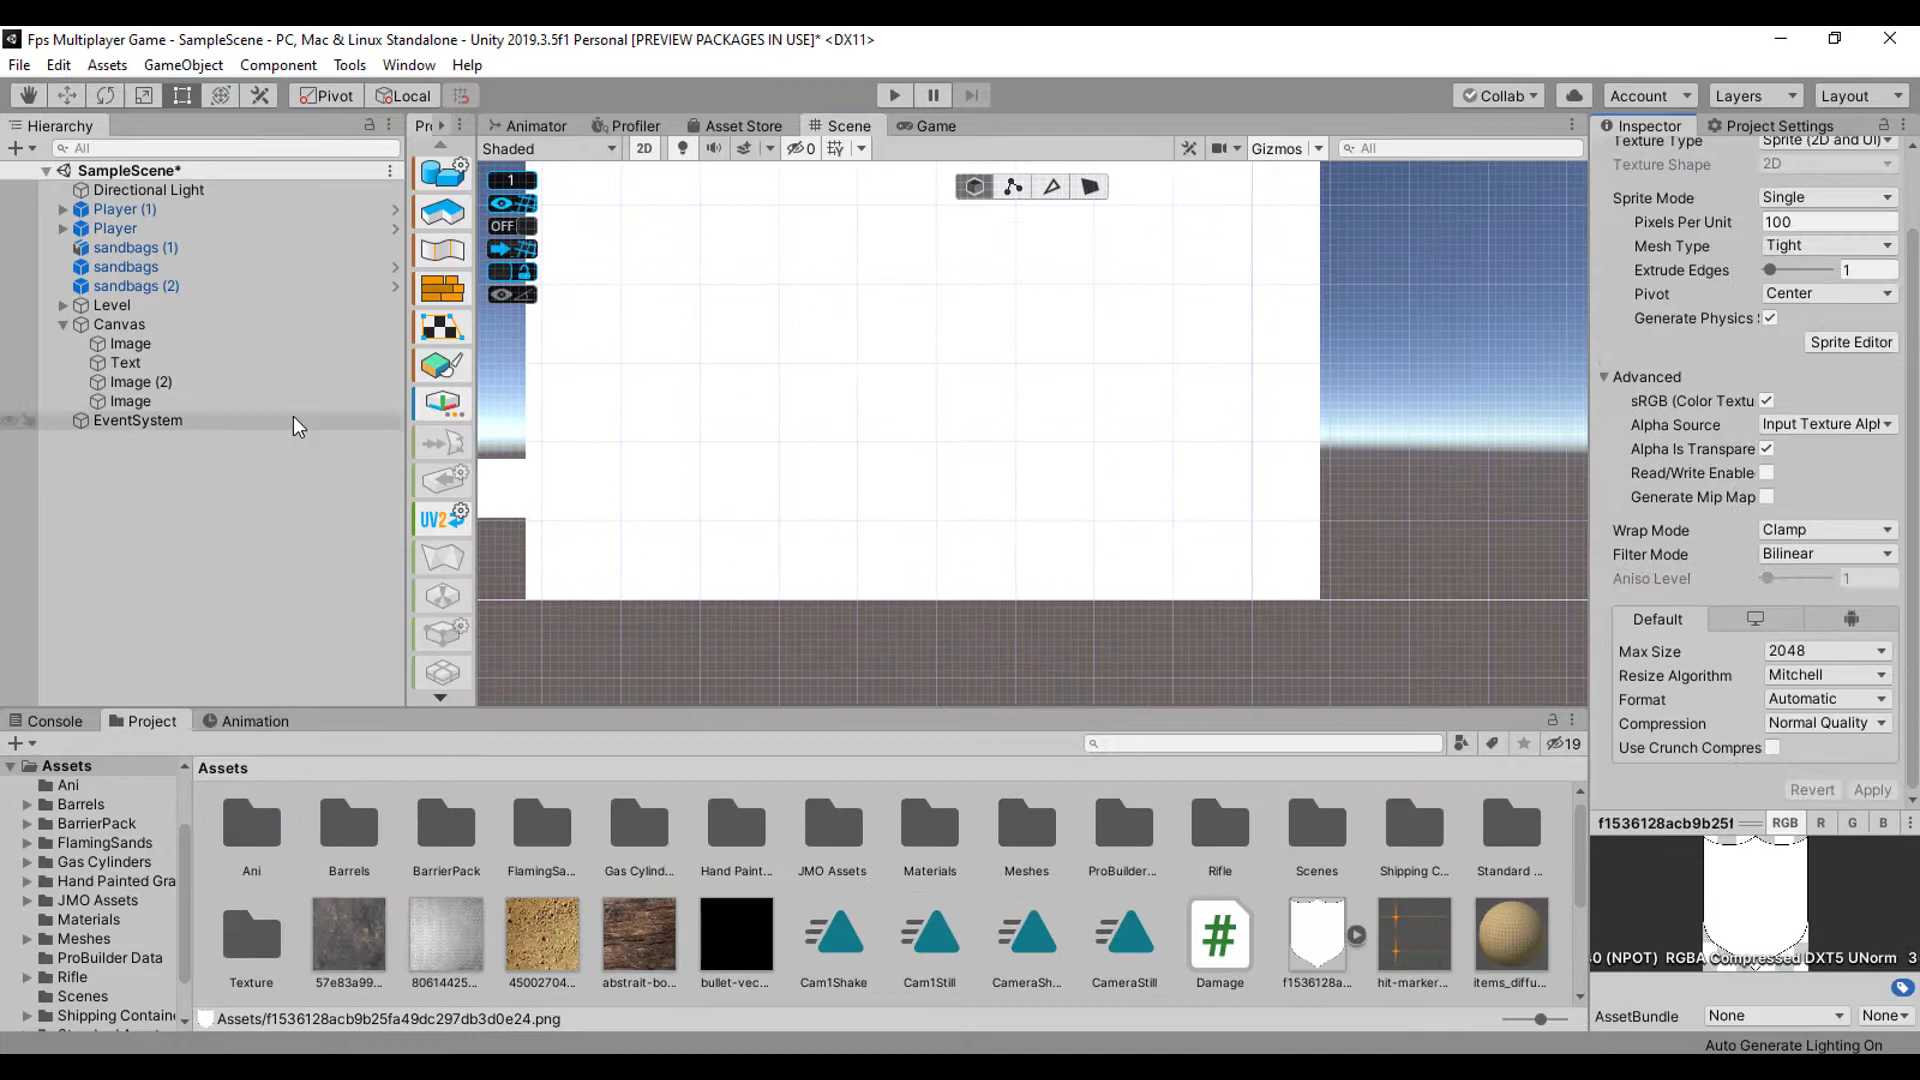 Fps Multiplayer Game - SampleScene - PC, Mac & Linux Standalone - Unity 2019.3.5f1 Personal [PREVIEW PACKAGES IN USE]* <DX11>
File Edit Assets GameObject Component Tools Window Help
Pivot Local Collab Account Layers Layout
Hierarchy Pr Animator Profiler Asset Store Scene Game Inspector Project Settings
All Shaded 2D 0 Gizmos All
SampleScene*
Directional Light
Player (1)
Player
sandbags (1)
sandbags
sandbags (2)
Level
Canvas
Image
Text
Image (2)
Image
EventSystem
1
OFF
UV2
Texture Type Sprite (2D and UI)
Texture Shape 2D
Sprite Mode Single
Pixels Per Unit 100
Mesh Type Tight
Extrude Edges 1
Pivot Center
Generate Physics
Sprite Editor
Advanced
sRGB (Color Textu
Alpha Source Input Texture Alph
Alpha Is Transpare
Read/Write Enable
Generate Mip Map
Wrap Mode Clamp
Filter Mode Bilinear
Aniso Level 1
Default
Max Size 2048
Resize Algorithm Mitchell
Format Automatic
Compression Normal Quality
Use Crunch Compres
Revert Apply
f1536128acb9b25f RGB R G B
0 (NPOT) RGBA Compressed DXT5 UNorm 3
AssetBundle None None
Auto Generate Lighting On
Console Project Animation
19
Assets
Ani
Barrels
BarrierPack
FlamingSands
Gas Cylinders
Hand Painted Gra
JMO Assets
Materials
Meshes
ProBuilder Data
Rifle
Scenes
Shipping Contain
Assets
Ani Barrels BarrierPack FlamingSa... Gas Cylind... Hand Paint... JMO Assets Materials Meshes ProBuilder... Rifle Scenes Shipping C... Standard ...
#
Texture 57e83a99... 80614425... 45002704... abstrait-bo... bullet-vec... Cam1Shake Cam1Still CameraSh... CameraStill Damage f1536128a... hit-marker... items_diffu...
Assets/f1536128acb9b25fa49dc297db3d0e24.png